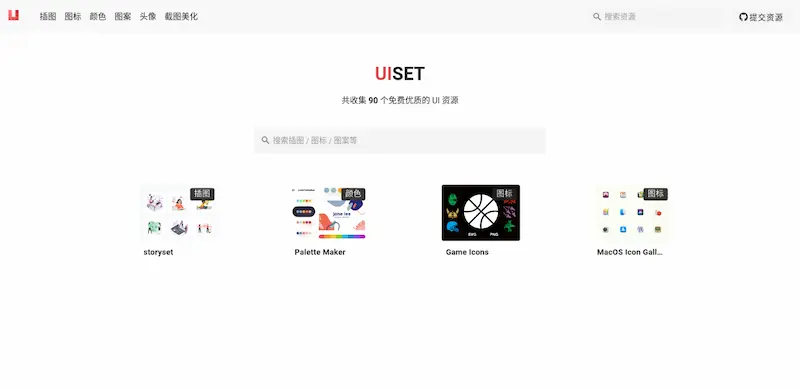 插图 图标 颜色 图案 头像 截图美化
搜索资源
提交资源
UISET
共收集 90 个免费优质的 UI 资源
搜索插图 / 图标 / 图案等
插图
颜色
图标
图标
SVG PNG
storyset
Palette Maker
Game Icons
MacOS Icon Gall...